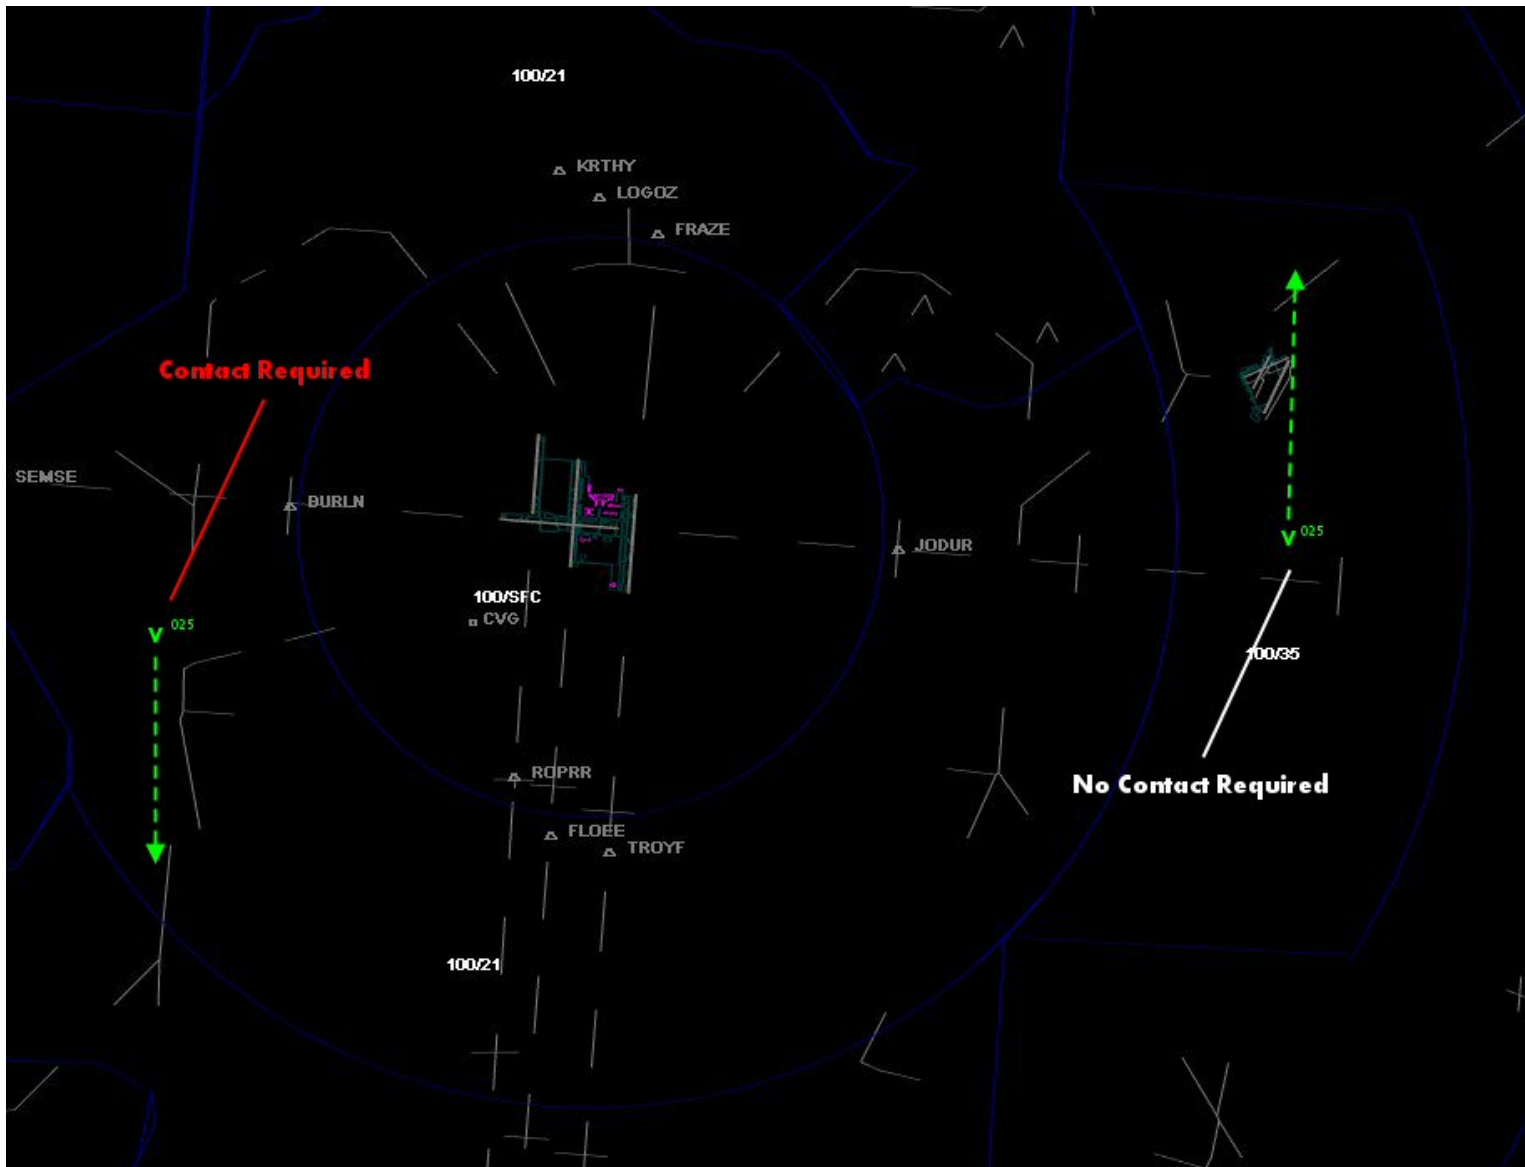 100/21
KRTHY
LOGOZ
FRAZE
Contact Required
SEMSE
BURLN
JODUR
V 025
100/SFC
CVG
V 025
100/35
ROPRR
No Contact Required
FLOEE
TROYF
100/21